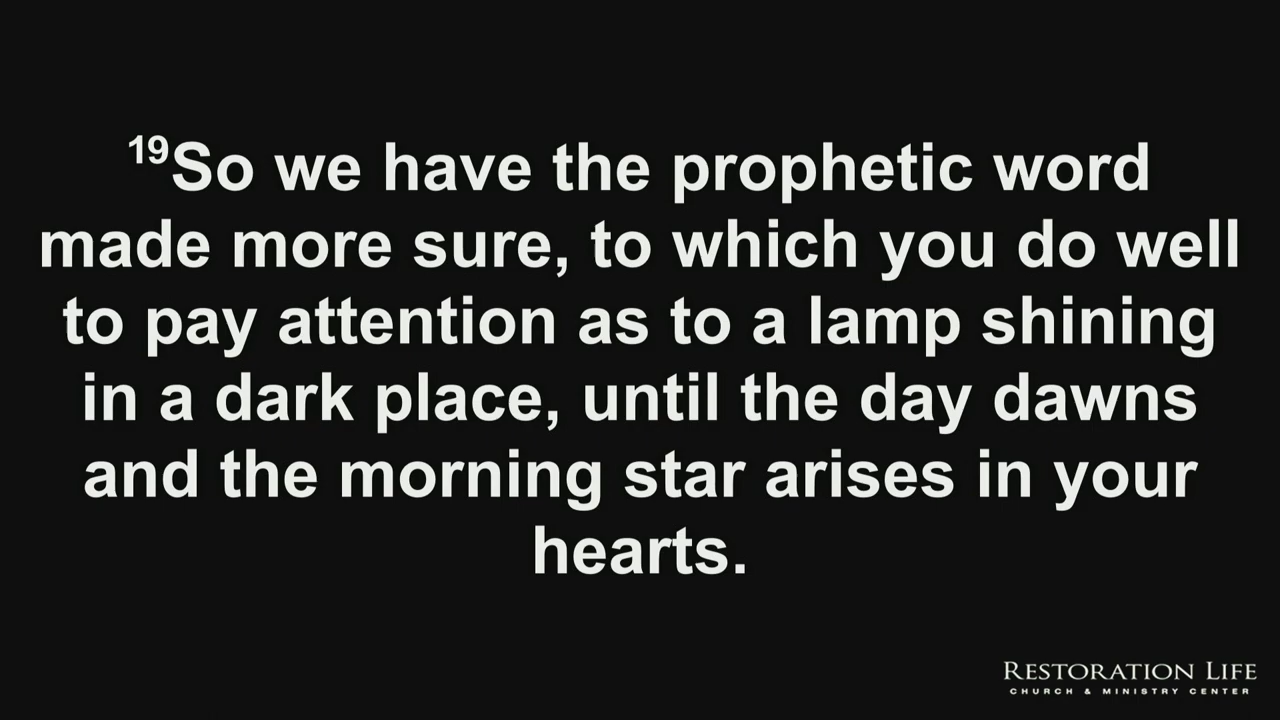 ¹⁹So we have the prophetic word
made more sure, to which you do well
to pay attention as to a lamp shining
in a dark place, until the day dawns
and the morning star arises in your
hearts.
RESTORATION LIFE
CHURCH & MINISTRY CENTER